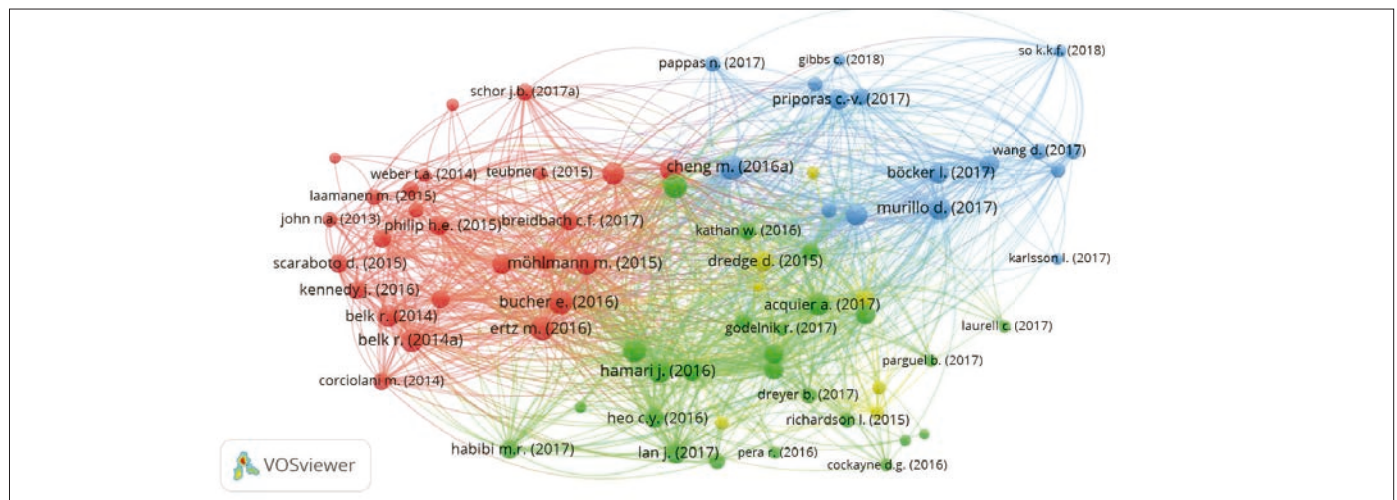 so k.k.f. (2018)
gibbs c. (2018)
pappas n. (2017)
schor j.b. (2017a)
priporas c.-v. (2017)
wang d. (2017)
cheng m. (2016a)
weber t.a. (2014)
teubner t. (2015)
böcker l. (2017)
laamanen m. (2015)
murillo d. (2017)
john n.a. (2013)
philip h.e. (2015)
breidbach c.f. (2017)
kathan w. (2016)
karlsson l. (2017)
scaraboto d. (2015)
möhlmann m. (2015)
dredge d. (2015)
kennedy j. (2016)
bucher e. (2016)
acquier a. (2017)
belk r. (2014)
ertz m. (2016)
godelnik r. (2017)
laurell c. (2017)
belk r. (2014a)
parguel b. (2017)
hamari j. (2016)
corciolani m. (2014)
dreyer b. (2017)
heo c.y. (2016)
richardson l. (2015)
habibi m.r. (2017)
lan j. (2017)
pera r. (2016)
cockayne d.g. (2016)
VOSviewer